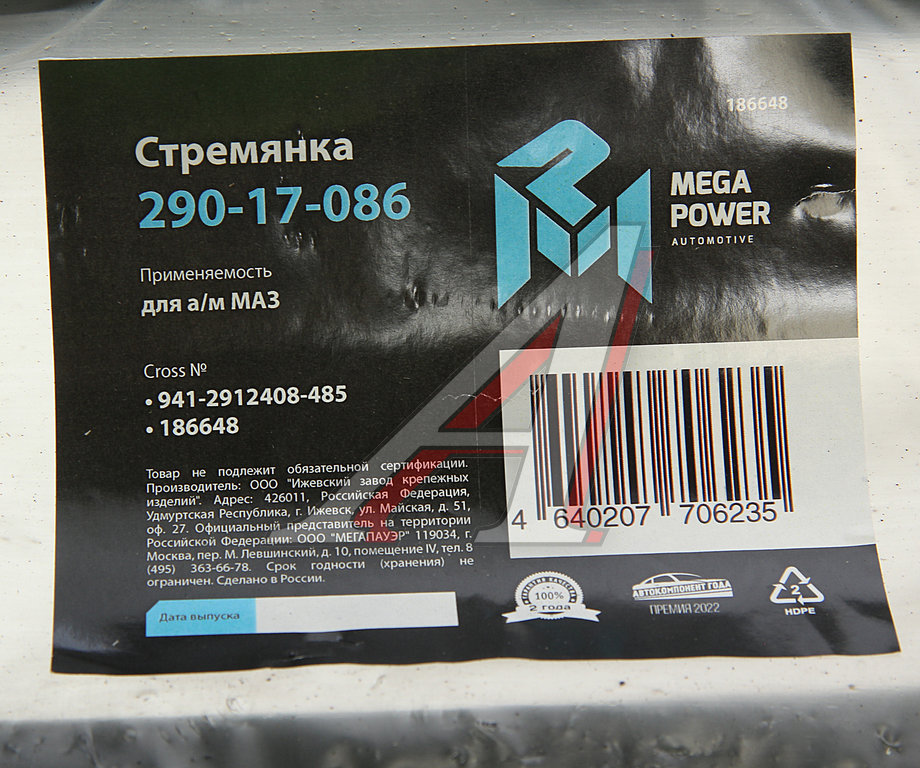 186648
Стремянка
290-17-086
MEGA
POWER
AUTOMOTIVE
Применяемость
для а/м МАЗ
Cross №
• 941-2912408-485
• 186648
Товар не подлежит обязательной сертификации.
Производитель: ООО "Ижевский завод крепежных
изделий". Адрес: 426011, Российская Федерация,
Удмуртская Республика, г. Ижевск, ул. Майская, д. 51,
оф. 27. Официальный представитель на территории
Российской Федерации: ООО "МЕГАПАУЭР" 119034, г.
Москва, пер. М. Левшинский, д. 10, помещение IV, тел. 8
(495) 363-66-78. Срок годности (хранения) не
ограничен. Сделано в России.
Дата выпуска
4 640207 706235
ГАРАНТИЯ КАЧЕСТВА
100%
2 года
АВТОКОМПОНЕНТ ГОДА
ПРЕМИЯ 2022
2
HDPE